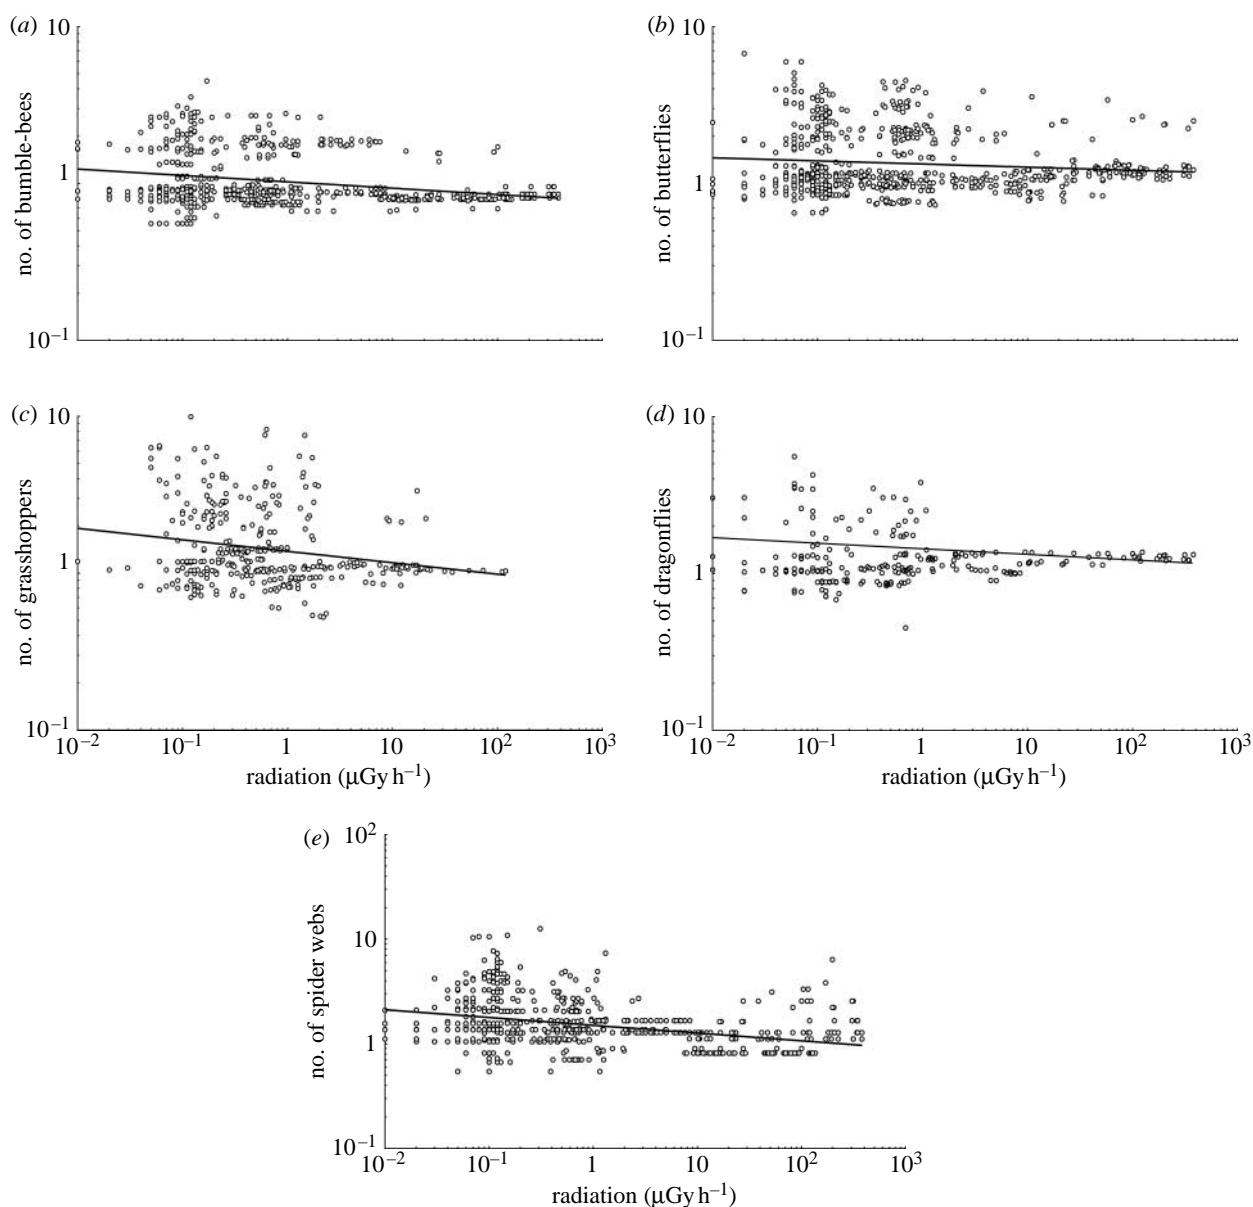 (a)
10
1
10⁻¹
no. of bumble-bees
(b)
10
1
10⁻¹
no. of butterflies
(c)
10
1
10⁻¹
no. of grasshoppers
10⁻² 10⁻¹ 1 10 10² 10³
radiation (μGy h⁻¹)
(d)
10
1
10⁻¹
no. of dragonflies
10⁻² 10⁻¹ 1 10 10² 10³
radiation (μGy h⁻¹)
(e)
10²
10
1
10⁻¹
no. of spider webs
10⁻² 10⁻¹ 1 10 10² 10³
radiation (μGy h⁻¹)